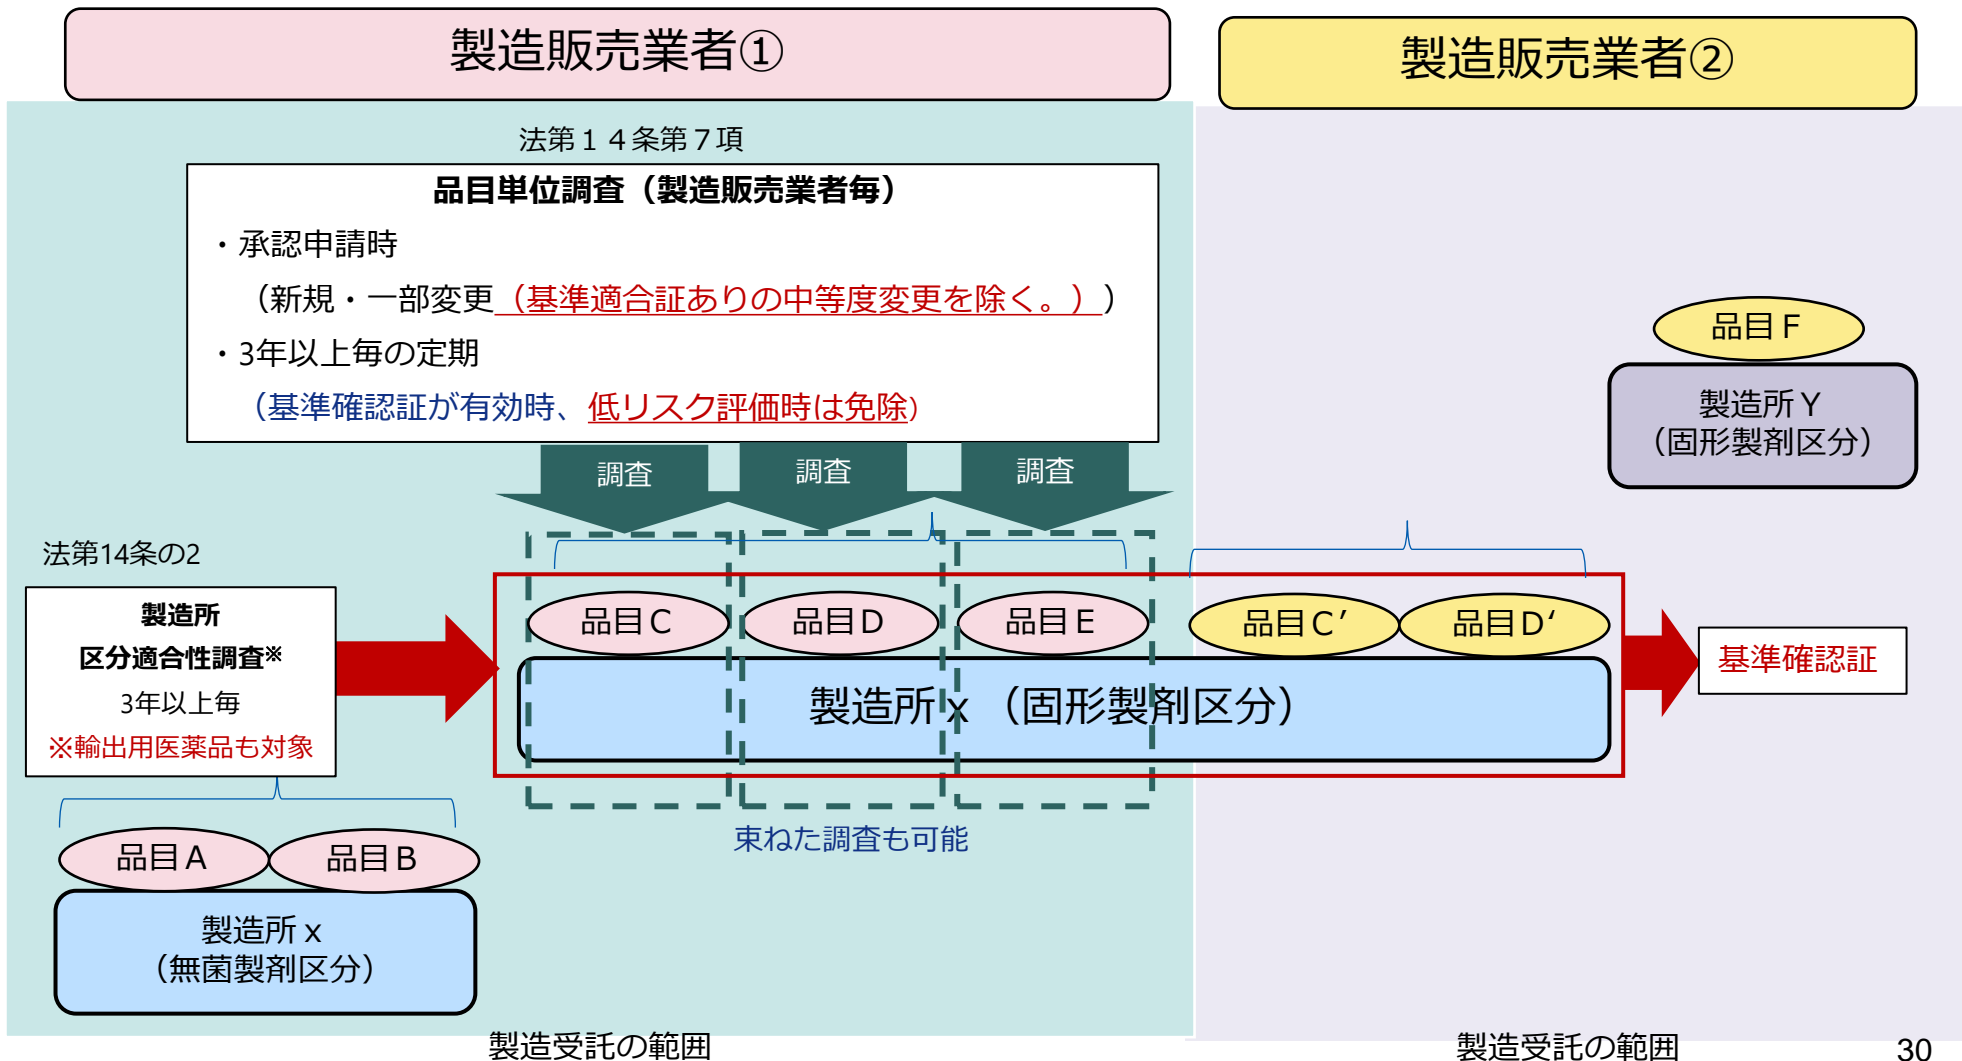 製造販売業者①
製造販売業者②
法第１４条第７項
品目単位調査（製造販売業者毎）
・承認申請時
（新規・一部変更（基準適合証ありの中等度変更を除く。））
・3年以上毎の定期
（基準確認証が有効時、低リスク評価時は免除）
調査
調査
調査
品目Ｆ
製造所Ｙ
（固形製剤区分）
法第14条の2
製造所
区分適合性調査※
3年以上毎
※輸出用医薬品も対象
品目Ｃ
品目Ｄ
品目Ｅ
品目Ｃ’
品目Ｄ‘
製造所ｘ（固形製剤区分）
基準確認証
束ねた調査も可能
品目Ａ
品目Ｂ
製造所ｘ
（無菌製剤区分）
製造受託の範囲
製造受託の範囲
30